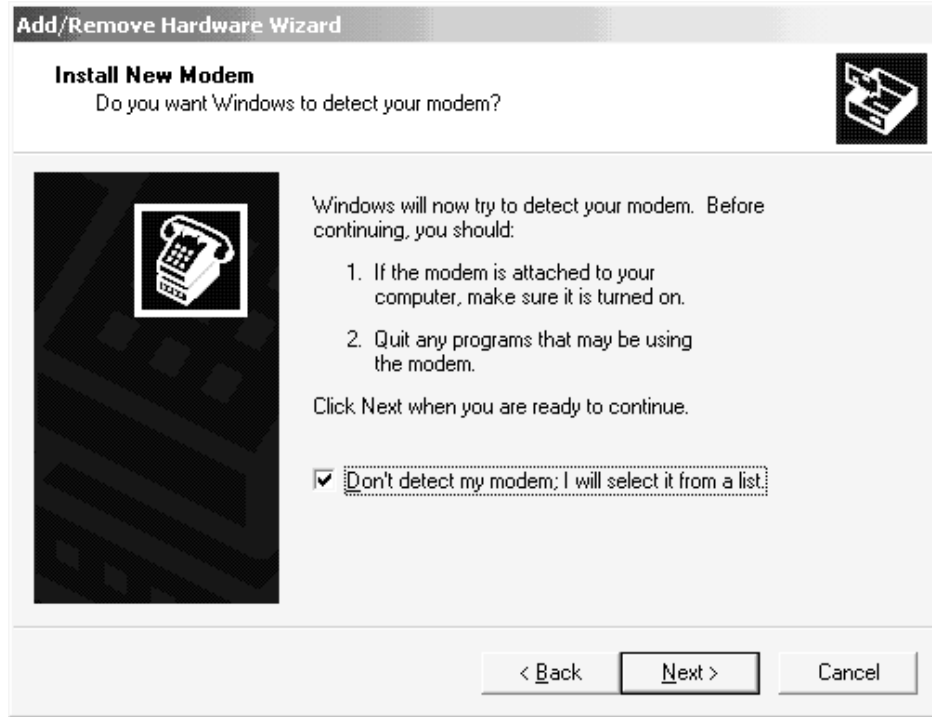 Add/Remove Hardware Wizard
Install New Modem
Do you want Windows to detect your modem?
Windows will now try to detect your modem. Before
continuing, you should:
1. If the modem is attached to your
computer, make sure it is turned on.
2. Quit any programs that may be using
the modem.
Click Next when you are ready to continue.
Don't detect my modem; I will select it from a list.
< Back
Next >
Cancel